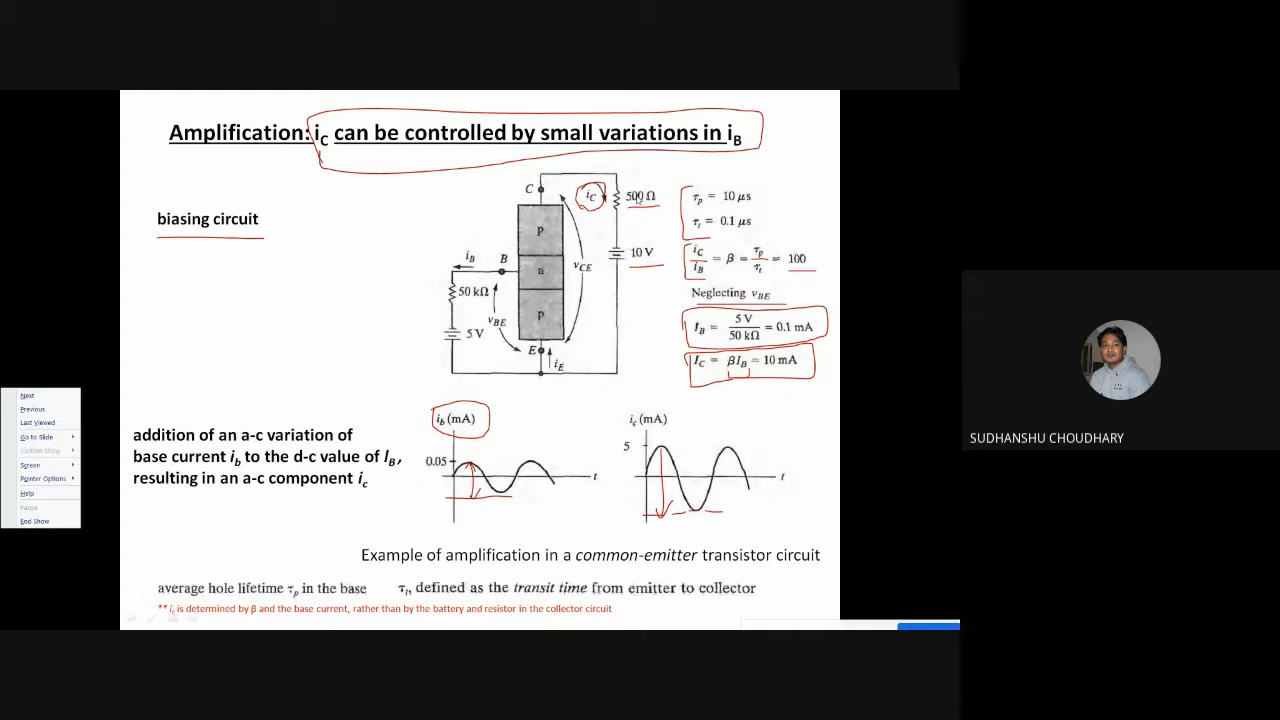 Amplification: iC can be controlled by small variations in iB
biasing circuit
C
iC
500 Ω
p
10 V
vCE
iB
B
n
50 kΩ
vBE
5 V
p
E
iE
τp = 10 μs
τt = 0.1 μs
iC/iB = β = τp/τt = 100
Neglecting vBE
IB = 5 V/50 kΩ = 0.1 mA
IC = βIB = 10 mA
Next
Previous
Last Viewed
Go to Slide
Custom Show
Screen
Pointer Options
Help
Pause
End Show
addition of an a-c variation of
base current ib to the d-c value of IB,
resulting in an a-c component ic
ib (mA)
0.05
t
ic (mA)
5
t
Example of amplification in a common-emitter transistor circuit
average hole lifetime τp in the base
τt, defined as the transit time from emitter to collector
** ic is determined by β and the base current, rather than by the battery and resistor in the collector circuit
SUDHANSHU CHOUDHARY